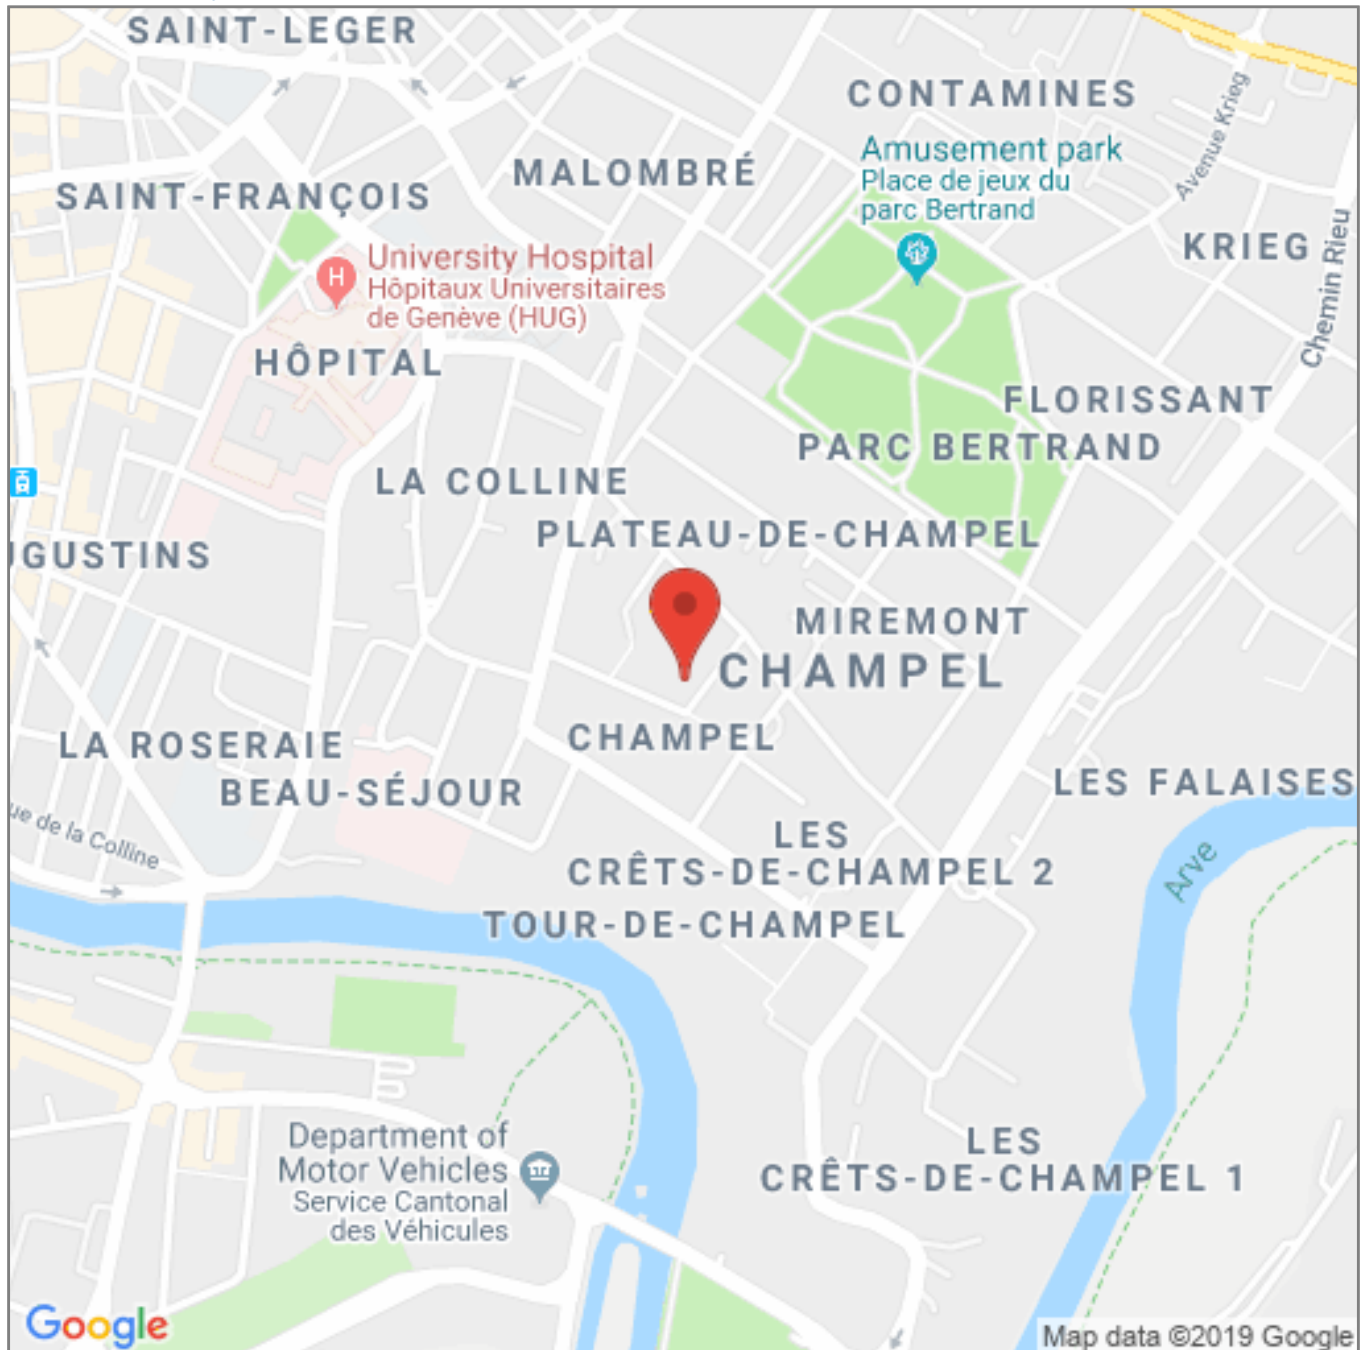 SAINT-LEGER
CONTAMINES
Avenue Krieg
Amusement park
Place de jeux du
parc Bertrand
MALOMBRÉ
SAINT-FRANÇOIS
KRIEG
Chemin Rieu
University Hospital
Hôpitaux Universitaires
de Genève (HUG)
H
HÔPITAL
FLORISSANT
PARC BERTRAND
LA COLLINE
PLATEAU-DE-CHAMPEL
UGUSTINS
MIREMONT
CHAMPEL
CHAMPEL
LA ROSERAIE
BEAU-SÉJOUR
LES FALAISES
ue de la Colline
LES
CRÊTS-DE-CHAMPEL 2
Arve
TOUR-DE-CHAMPEL
Department of
Motor Vehicles
Service Cantonal
des Véhicules
LES
CRÊTS-DE-CHAMPEL 1
Google
Map data ©2019 Google